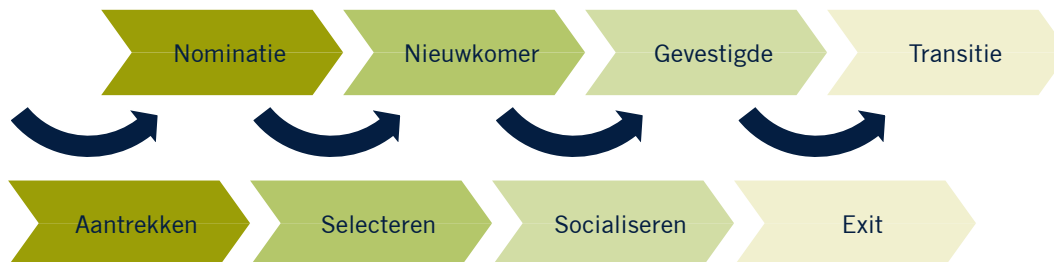 Nominatie
Nieuwkomer
Gevestigde
Transitie
Aantrekken
Selecteren
Socialiseren
Exit